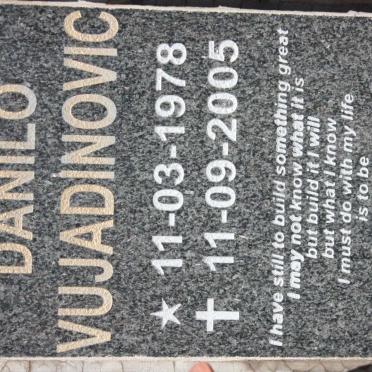 DANILO
VUJADINOVIC
★ 11-03-1978
✝ 11-09-2005
I have still to build something great
I may not know what it is
but build it I will
but what I know
I must do with my life
is to be